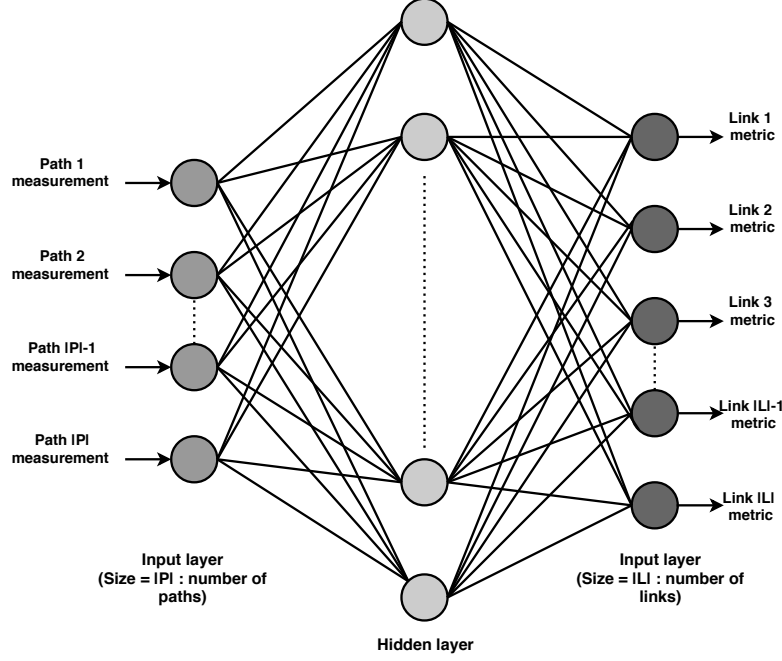 Path 1
measurement
Path 2
measurement
Path |P|-1
measurement
Path |P|
measurement
Link 1
metric
Link 2
metric
Link 3
metric
Link |L|-1
metric
Link |L|
metric
Input layer
(Size = |P| : number of
paths)
Hidden layer
Input layer
(Size = |L| : number of
links)